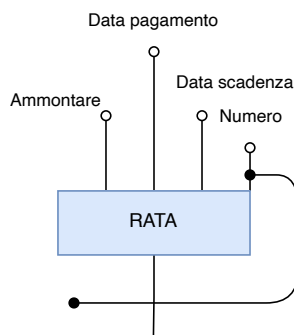 Data pagamento
Data scadenza
Ammontare
Numero
RATA